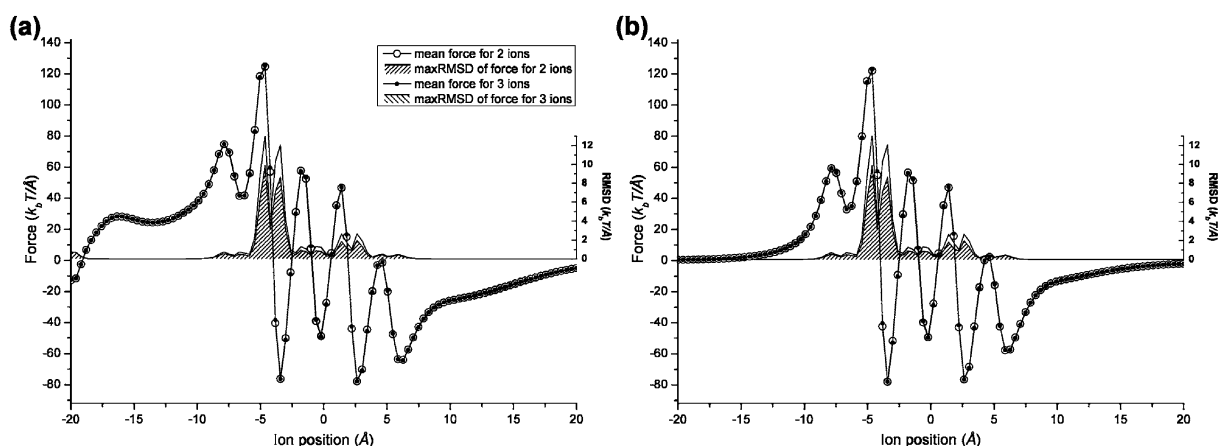 (a)
140
120
100
80
60
40
20
0
-20
-40
-60
-80
Force (k_bT/Å)
-20 -15 -10 -5 0 5 10 15 20
Ion position (Å)
12
10
8
6
4
2
0
RMSD (k_bT/Å)
mean force for 2 ions
maxRMSD of force for 2 ions
mean force for 3 ions
maxRMSD of force for 3 ions
(b)
140
120
100
80
60
40
20
0
-20
-40
-60
-80
Force (k_bT/Å)
-20 -15 -10 -5 0 5 10 15 20
Ion position (Å)
12
10
8
6
4
2
0
RMSD (k_bT/Å)